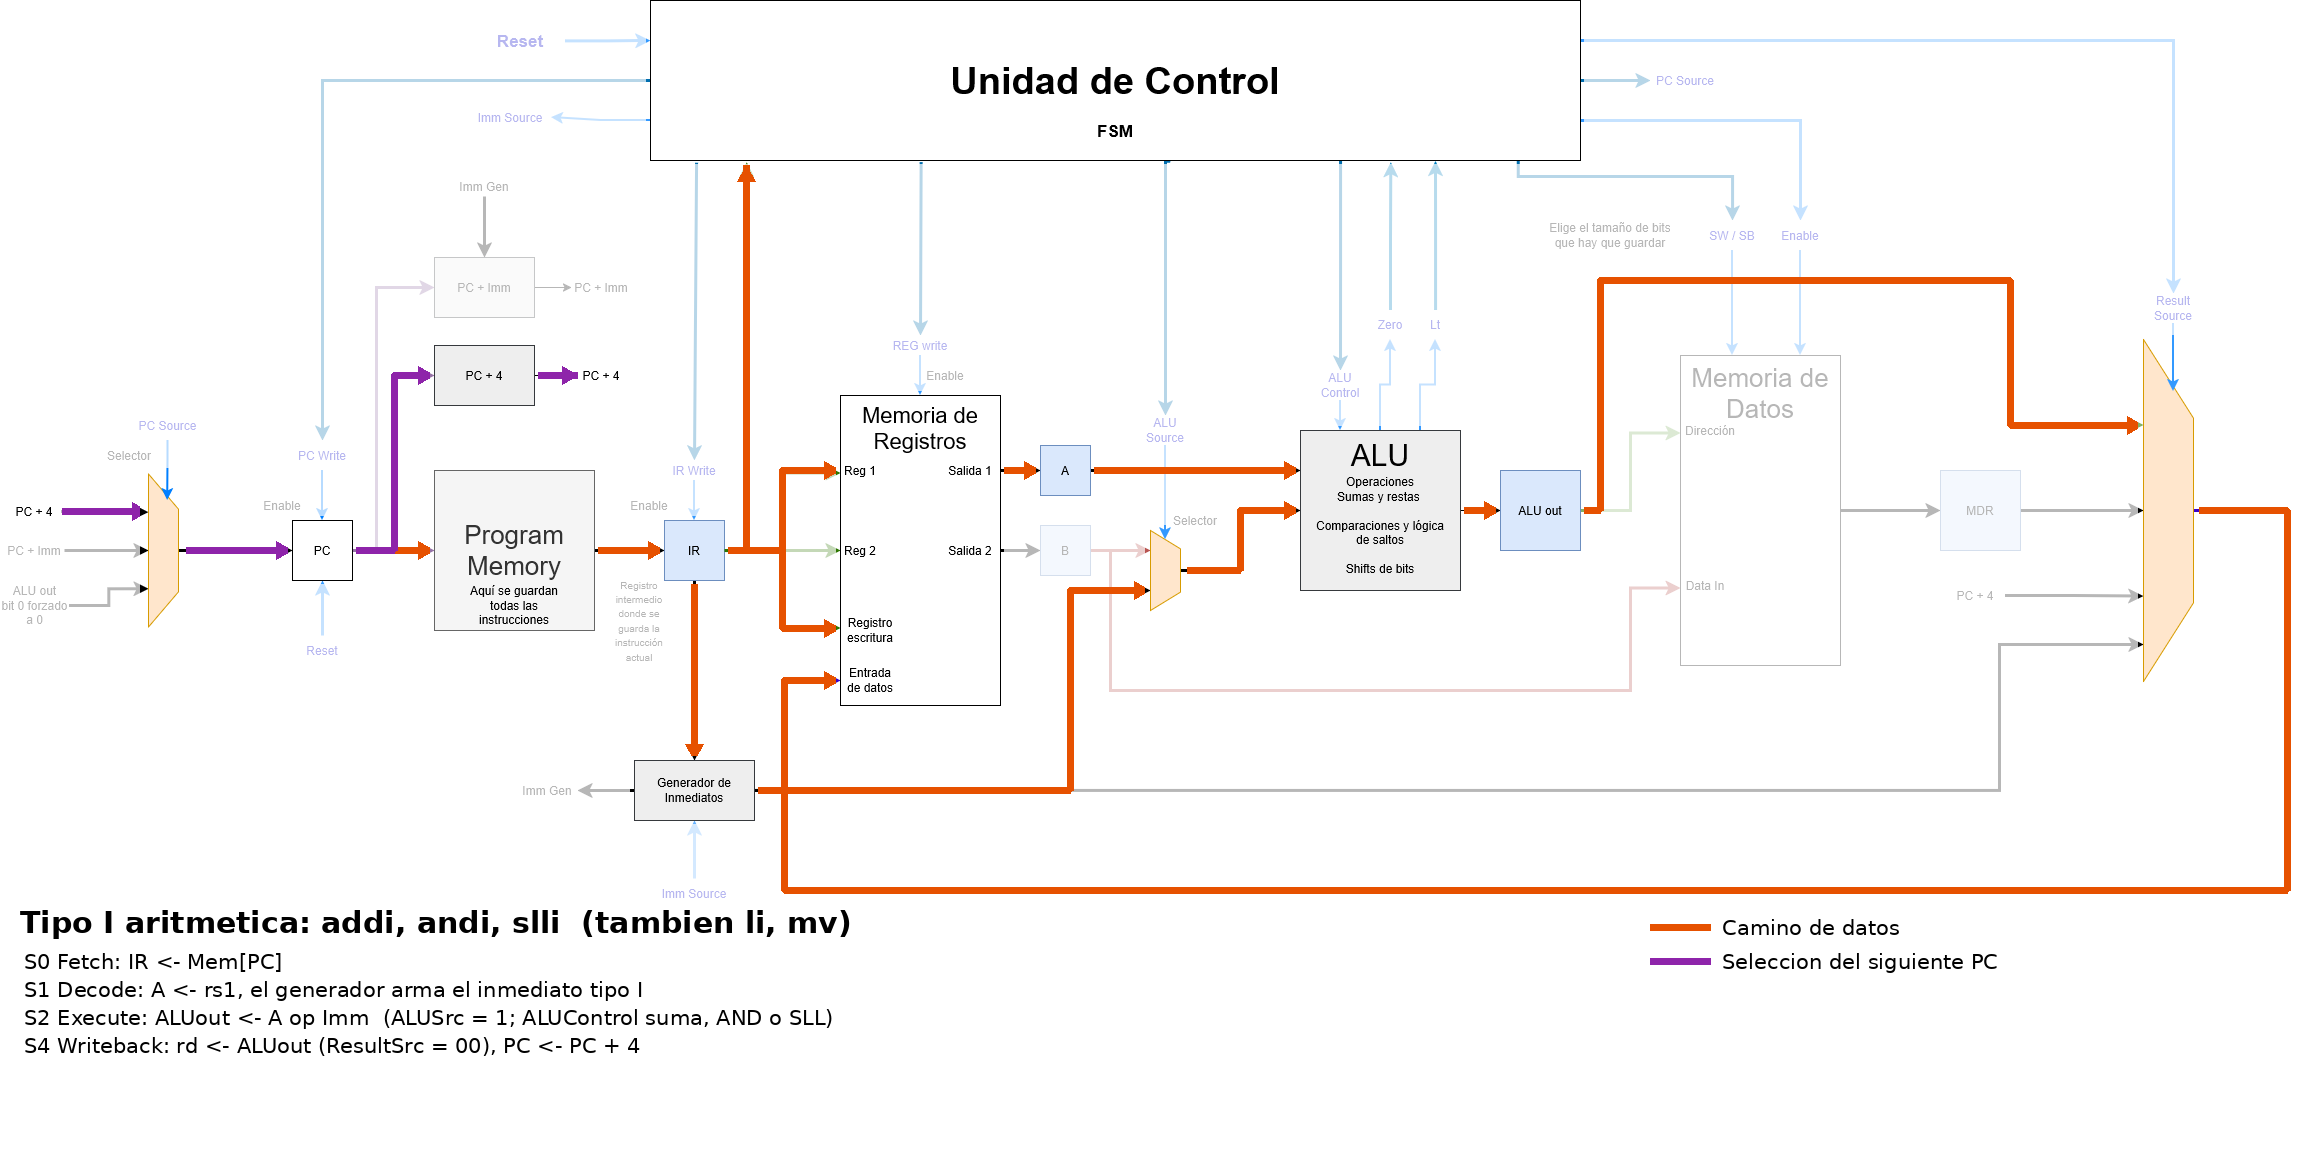 Reset
Unidad de Control
FSM
PC Source
Imm Source
Imm Gen
PC + Imm
PC + Imm
PC + 4
PC + 4
Elige el tamaño de bits
que hay que guardar
SW / SB
Enable
Result
Source
Zero
Lt
REG write
Enable
ALU
Control
ALU
Source
PC Source
Selector
PC Write
Enable
IR Write
Enable
PC + 4
PC + Imm
ALU out
bit 0 forzado
a 0
PC
Reset
Program
Memory
Aquí se guardan
todas las
instrucciones
IR
Registro
intermedio
donde se
guarda la
instrucción
actual
Memoria de
Registros
Reg 1
Salida 1
Reg 2
Salida 2
Registro
escritura
Entrada
de datos
A
B
Selector
ALU
Operaciones
Sumas y restas
Comparaciones y lógica
de saltos
Shifts de bits
ALU out
Memoria de
Datos
Dirección
Data In
MDR
PC + 4
Imm Gen
Generador de
Inmediatos
Imm Source
Tipo I aritmetica: addi, andi, slli  (tambien li, mv)
S0 Fetch: IR <- Mem[PC]
S1 Decode: A <- rs1, el generador arma el inmediato tipo I
S2 Execute: ALUout <- A op Imm  (ALUSrc = 1; ALUControl suma, AND o SLL)
S4 Writeback: rd <- ALUout (ResultSrc = 00), PC <- PC + 4
Camino de datos
Seleccion del siguiente PC